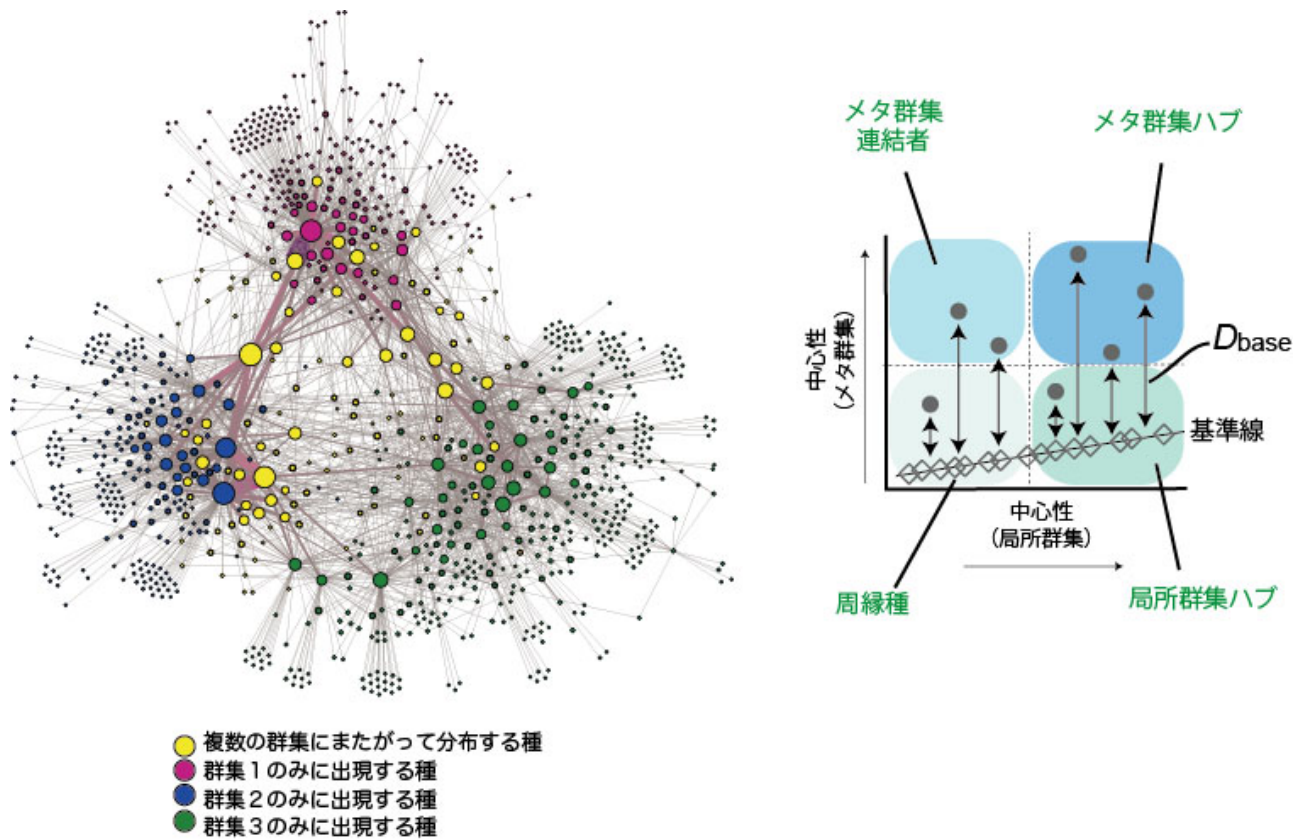 メタ群集
連結者
メタ群集ハブ
中心性
(メタ群集)
Dbase
基準線
中心性
(局所群集)
周縁種
局所群集ハブ
複数の群集にまたがって分布する種
群集1のみに出現する種
群集2のみに出現する種
群集3のみに出現する種